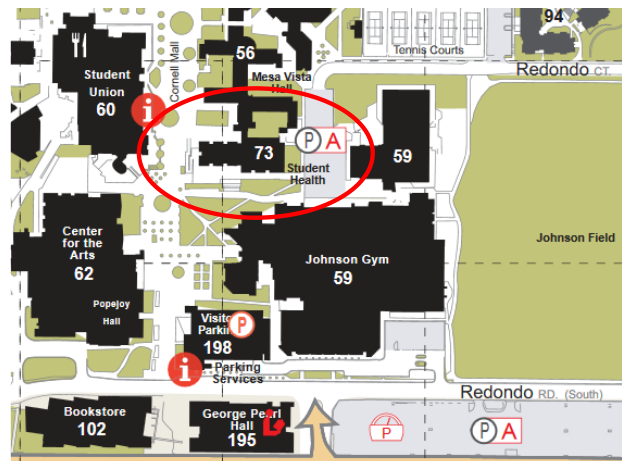 94
Tennis Courts
56
Cornell Mall
Student
Union
60
i
Mesa Vista
Hall
Redondo CT.
P A
73
59
Student
Health
Center
for the
Arts
62
Popejoy
Hall
Johnson Gym
59
Johnson Field
Visito
Parkin
P
198
i
Parking
Services
Redondo RD. (South)
Bookstore
102
George Pearl
Hall
195
P
P A